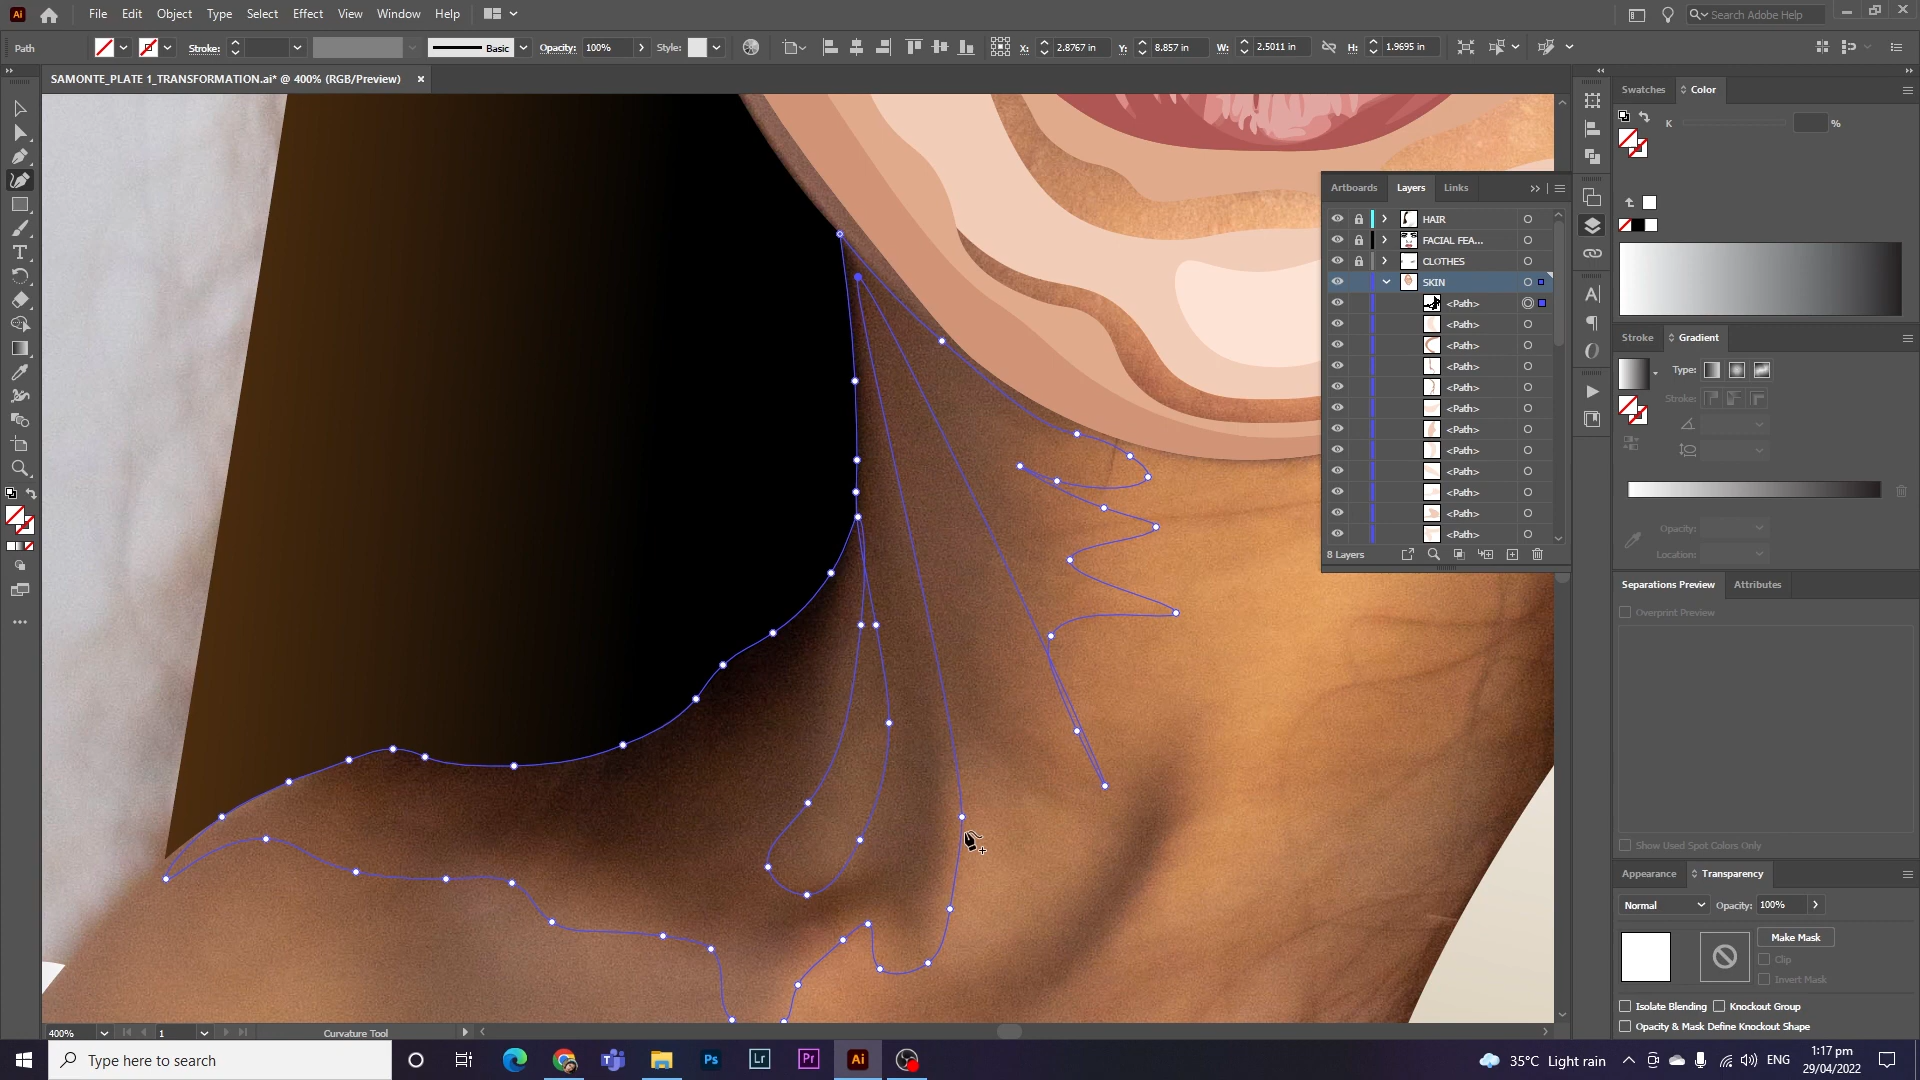 Ai File Edit Object Type Select Effect View Window Help Search Adobe Help
Path Stroke: Basic Opacity: 100% Style: X: 2.8767 in Y: 8.857 in W: 2.5011 in H: 1.9695 in
SAMONTE_PLATE 1_TRANSFORMATION.ai* @ 400% (RGB/Preview)
Swatches Color
K %
Artboards Layers Links
HAIR
FACIAL FEA...
CLOTHES
SKIN
<Path>
<Path>
<Path>
<Path>
<Path>
<Path>
<Path>
<Path>
<Path>
<Path>
<Path>
<Path>
8 Layers
Stroke Gradient
Type:
Stroke:
Opacity:
Location:
Separations Preview Attributes
Overprint Preview
Show Used Spot Colors Only
Appearance Transparency
Normal Opacity: 100%
Make Mask
Clip
Invert Mask
Isolate Blending Knockout Group
Opacity & Mask Define Knockout Shape
400% 1 Curvature Tool
Type here to search Ps Lr Pr Ai 35°C Light rain ENG 1:17 pm
29/04/2022